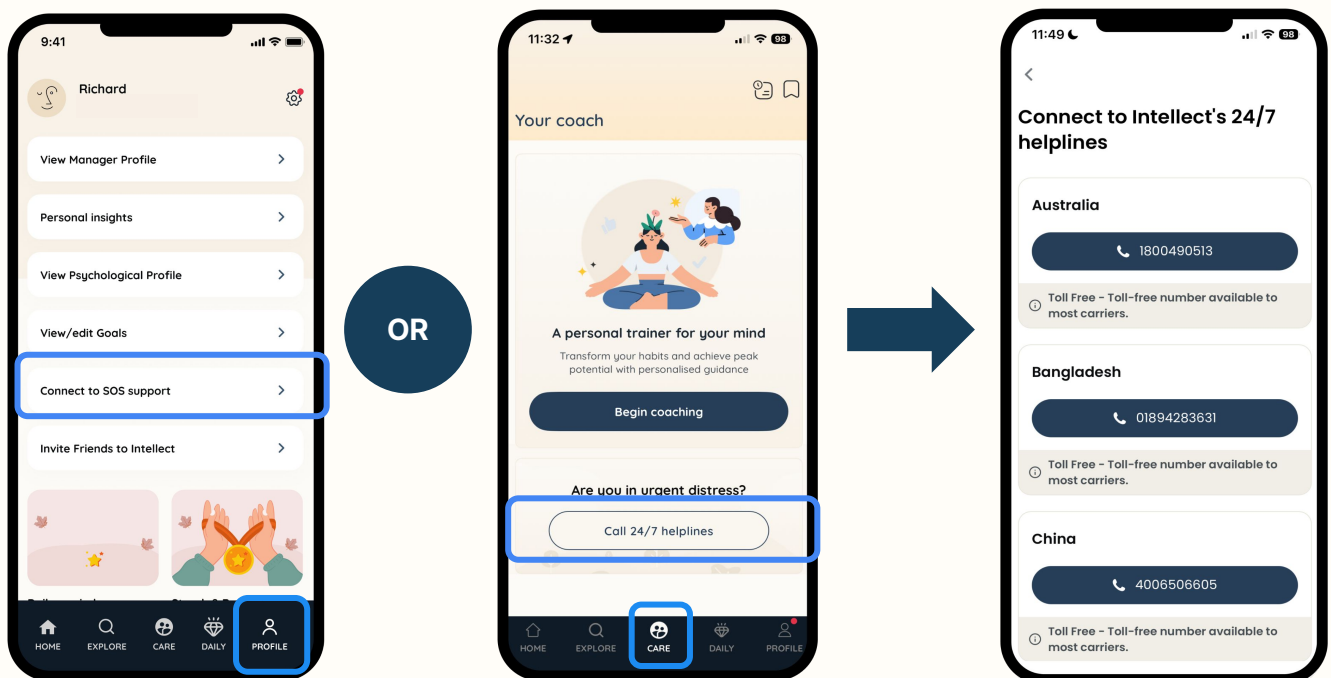 9:41
Richard
View Manager Profile
Personal insights
View Psychological Profile
View/edit Goals
Connect to SOS support
Invite Friends to Intellect
HOME EXPLORE CARE DAILY PROFILE
OR
11:32
98
Your coach
A personal trainer for your mind
Transform your habits and achieve peak
potential with personalised guidance
Begin coaching
Are you in urgent distress?
Call 24/7 helplines
HOME EXPLORE CARE DAILY PROFILE
11:49
98
Connect to Intellect's 24/7
helplines
Australia
1800490513
Toll Free - Toll-free number available to
most carriers.
Bangladesh
01894283631
Toll Free - Toll-free number available to
most carriers.
China
4006506605
Toll Free - Toll-free number available to
most carriers.